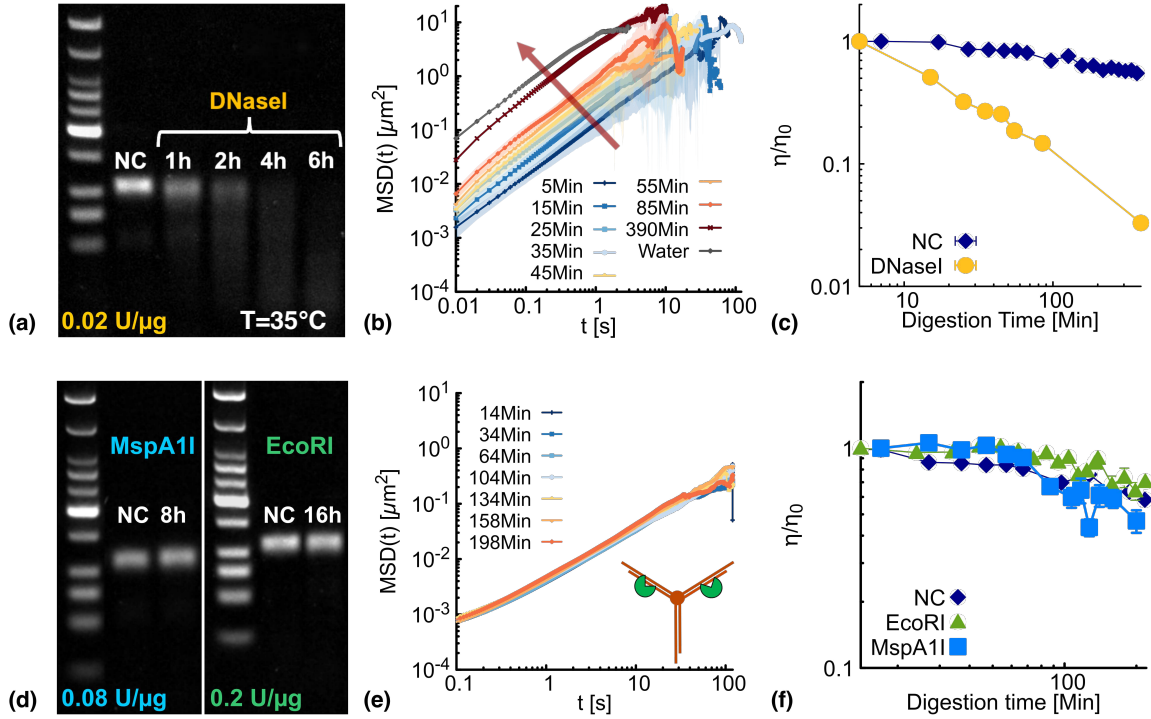 DNaseI
NC 1h 2h 4h 6h
0.02 U/µg T=35°C
(a)
MSD(t) [µm²]
10¹
10⁰
10⁻¹
10⁻²
10⁻³
10⁻⁴
5Min
15Min
25Min
35Min
45Min
55Min
85Min
390Min
Water
0.01 0.1 1 10 100
t [s]
(b)
η/η₀
1
0.1
0.01
NC
DNaseI
10 100
Digestion Time [Min]
(c)
MspA1I
NC 8h
0.08 U/µg
EcoRI
NC 16h
0.2 U/µg
(d)
MSD(t) [µm²]
10¹
10⁰
10⁻¹
10⁻²
10⁻³
10⁻⁴
14Min
34Min
64Min
104Min
134Min
158Min
198Min
0.1 1 10 100
t [s]
(e)
η/η₀
1
0.1
NC
EcoRI
MspA1I
100
Digestion time [Min]
(f)